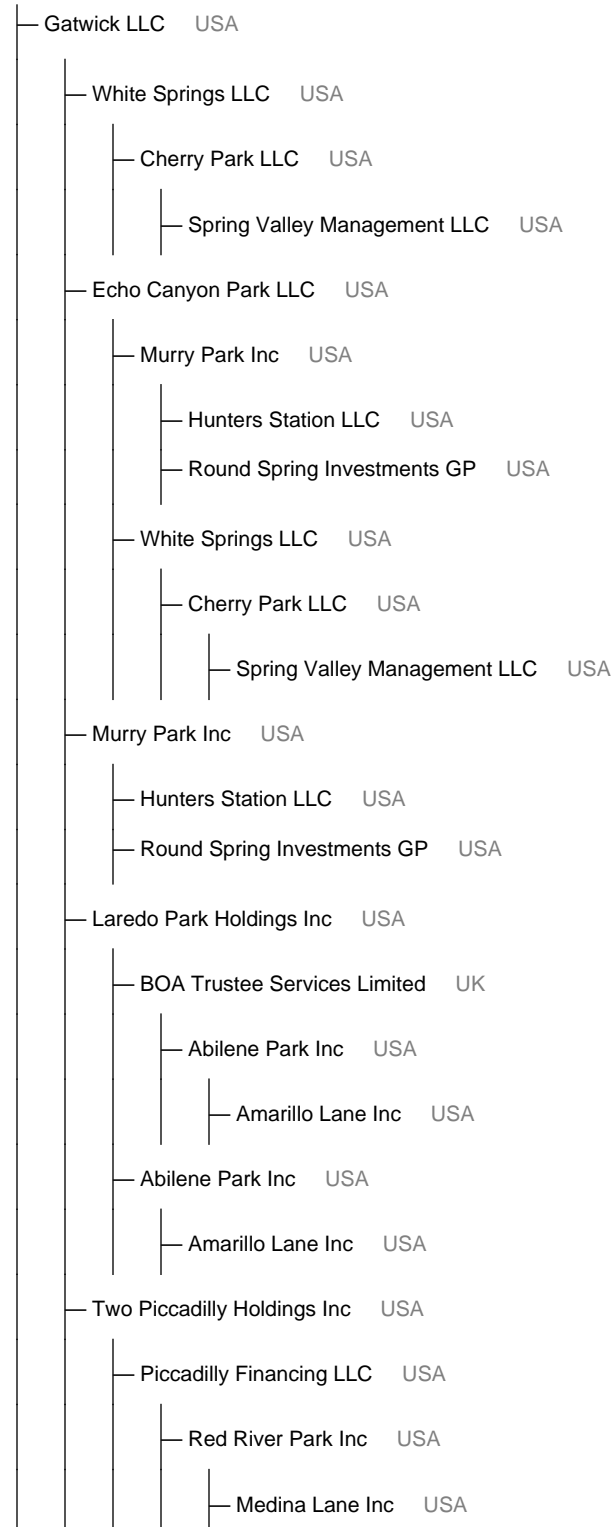 Gatwick LLC USA
White Springs LLC USA
Cherry Park LLC USA
Spring Valley Management LLC USA
Echo Canyon Park LLC USA
Murry Park Inc USA
Hunters Station LLC USA
Round Spring Investments GP USA
White Springs LLC USA
Cherry Park LLC USA
Spring Valley Management LLC USA
Murry Park Inc USA
Hunters Station LLC USA
Round Spring Investments GP USA
Laredo Park Holdings Inc USA
BOA Trustee Services Limited UK
Abilene Park Inc USA
Amarillo Lane Inc USA
Abilene Park Inc USA
Amarillo Lane Inc USA
Two Piccadilly Holdings Inc USA
Piccadilly Financing LLC USA
Red River Park Inc USA
Medina Lane Inc USA